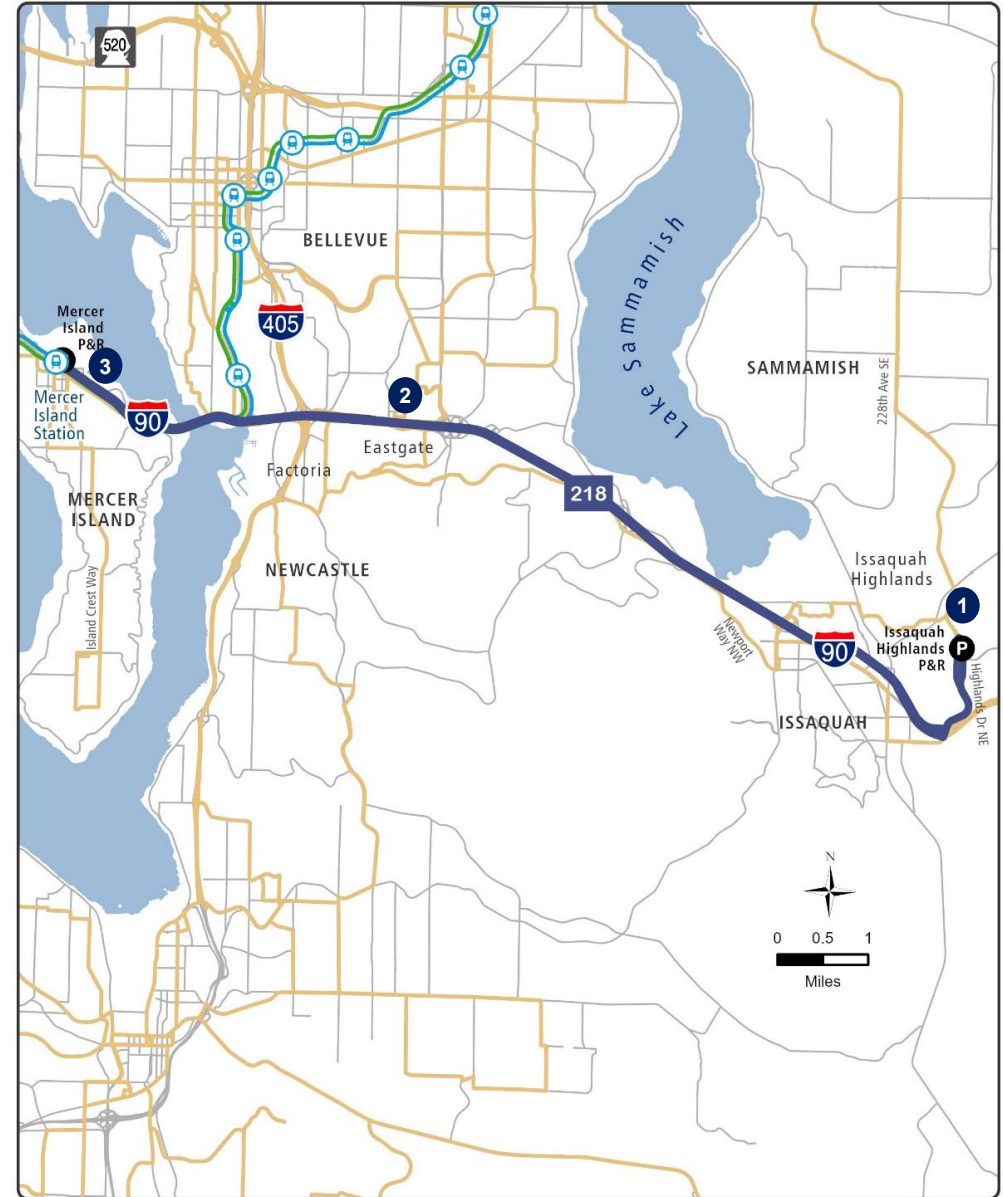 520
BELLEVUE
Lake Sammamish
405
Mercer
Island
P&R
3
SAMMAMISH
228th Ave SE
2
Mercer
Island
Station
90
Eastgate
Factoria
218
MERCER
ISLAND
Issaquah
Highlands
NEWCASTLE
Island Crest Way
1
Newport
Way NW
Issaquah
Highlands
P&R
P
90
Highlands Dr NE
ISSAQUAH
N
0 0.5 1
Miles